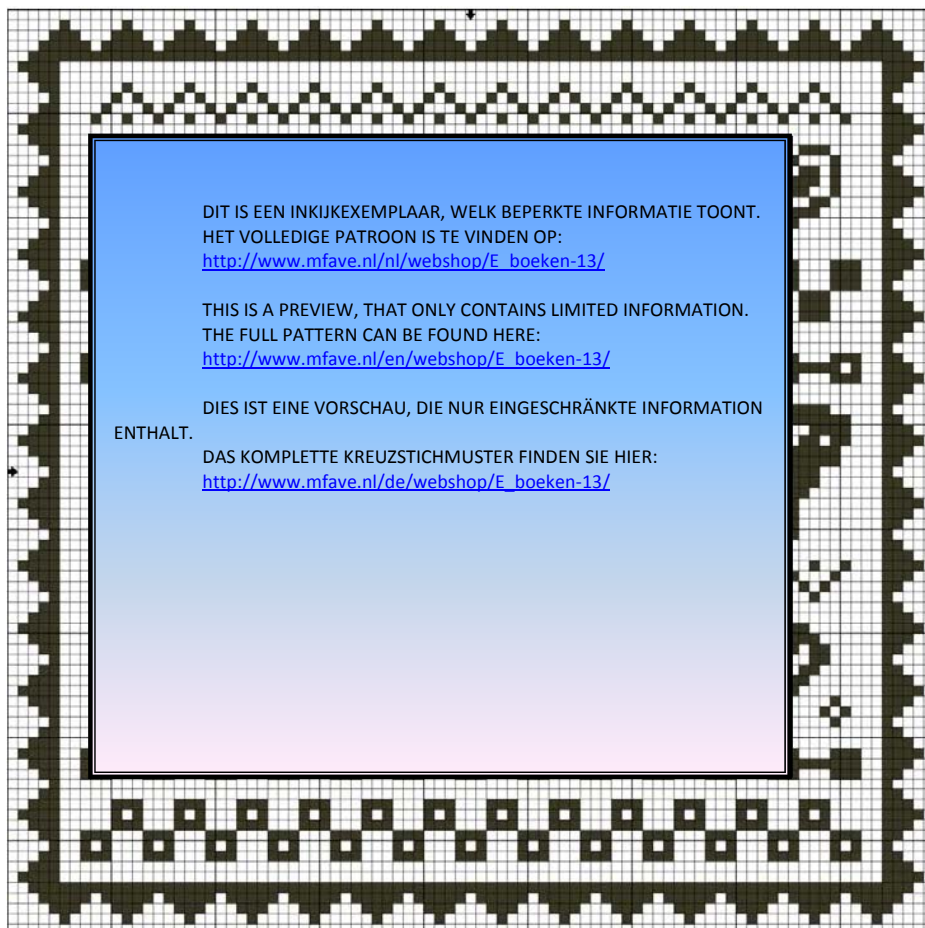 DIT IS EEN INKIJKEXEMPLAAR, WELK BEPERKTE INFORMATIE TOONT.
HET VOLLEDIGE PATROON IS TE VINDEN OP:
http://www.mfave.nl/nl/webshop/E_boeken-13/
THIS IS A PREVIEW, THAT ONLY CONTAINS LIMITED INFORMATION.
THE FULL PATTERN CAN BE FOUND HERE:
http://www.mfave.nl/en/webshop/E_boeken-13/
DIES IST EINE VORSCHAU, DIE NUR EINGESCHRÄNKTE INFORMATION
ENTHALT.
DAS KOMPLETTE KREUZSTICHMUSTER FINDEN SIE HIER:
http://www.mfave.nl/de/webshop/E_boeken-13/